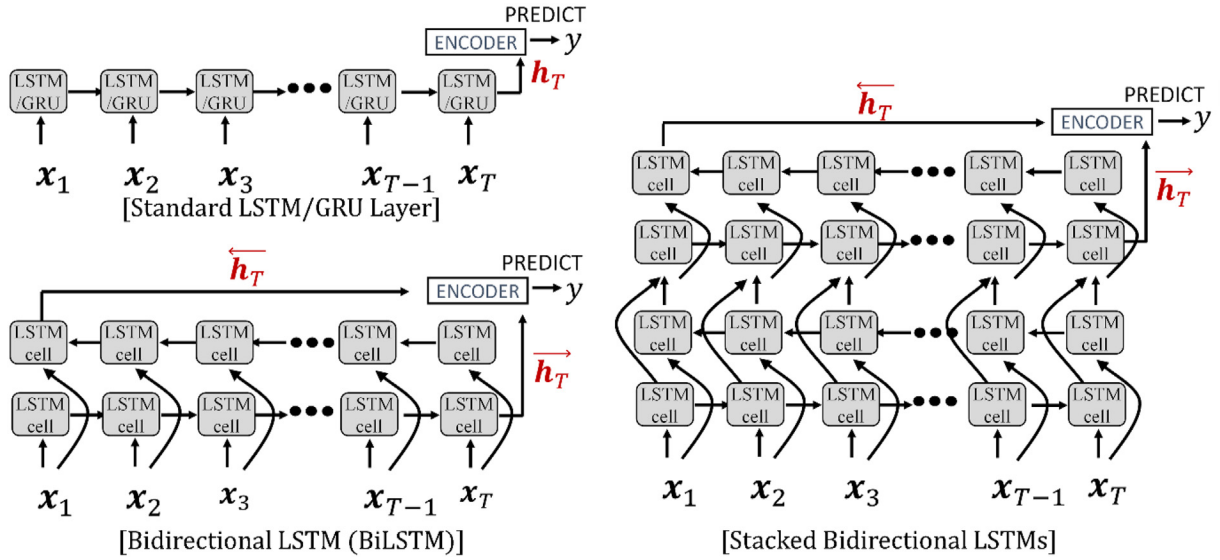 PREDICT
ENCODER y
h_T
LSTM /GRU LSTM /GRU LSTM /GRU LSTM /GRU LSTM /GRU
x_1 x_2 x_3 x_{T−1} x_T
[Standard LSTM/GRU Layer]
\overleftarrow{h_T}
PREDICT
ENCODER y
LSTM cell LSTM cell LSTM cell LSTM cell LSTM cell
\overrightarrow{h_T}
LSTM cell LSTM cell LSTM cell LSTM cell LSTM cell
x_1 x_2 x_3 x_{T−1} x_T
[Bidirectional LSTM (BiLSTM)]
\overleftarrow{h_T}
PREDICT
ENCODER y
LSTM cell LSTM cell LSTM cell LSTM cell LSTM cell
\overrightarrow{h_T}
LSTM cell LSTM cell LSTM cell LSTM cell LSTM cell
LSTM cell LSTM cell LSTM cell LSTM cell LSTM cell
LSTM cell LSTM cell LSTM cell LSTM cell LSTM cell
x_1 x_2 x_3 x_{T−1} x_T
[Stacked Bidirectional LSTMs]